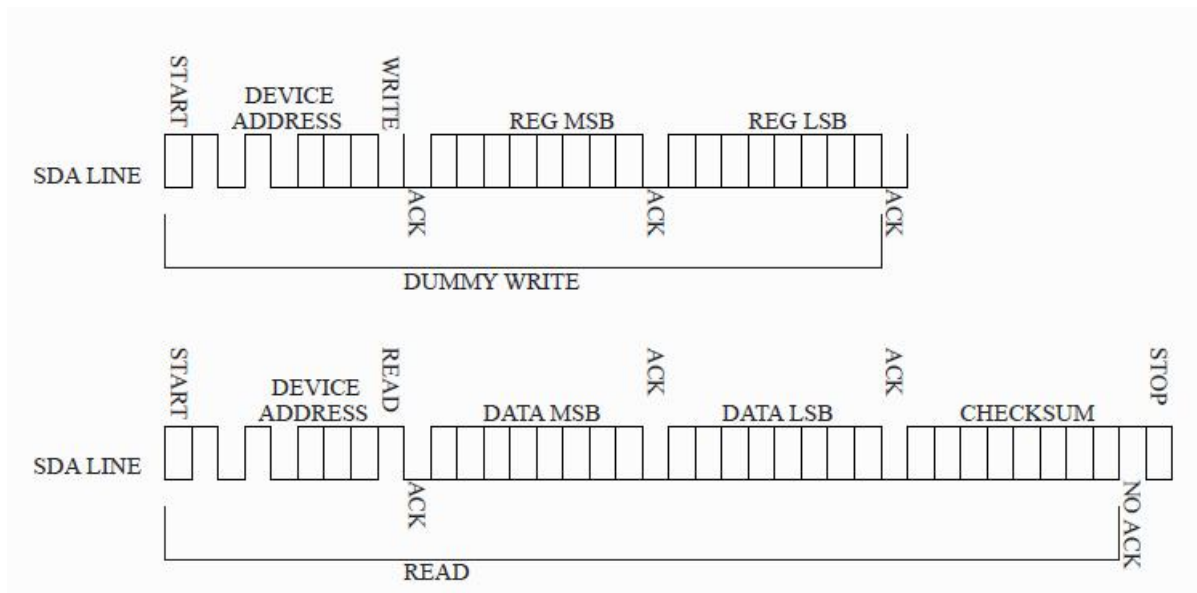 START
DEVICE
ADDRESS
WRITE
REG MSB
REG LSB
SDA LINE
ACK
ACK
ACK
DUMMY WRITE
START
DEVICE
ADDRESS
READ
DATA MSB
ACK
DATA LSB
ACK
CHECKSUM
STOP
SDA LINE
ACK
NO ACK
READ